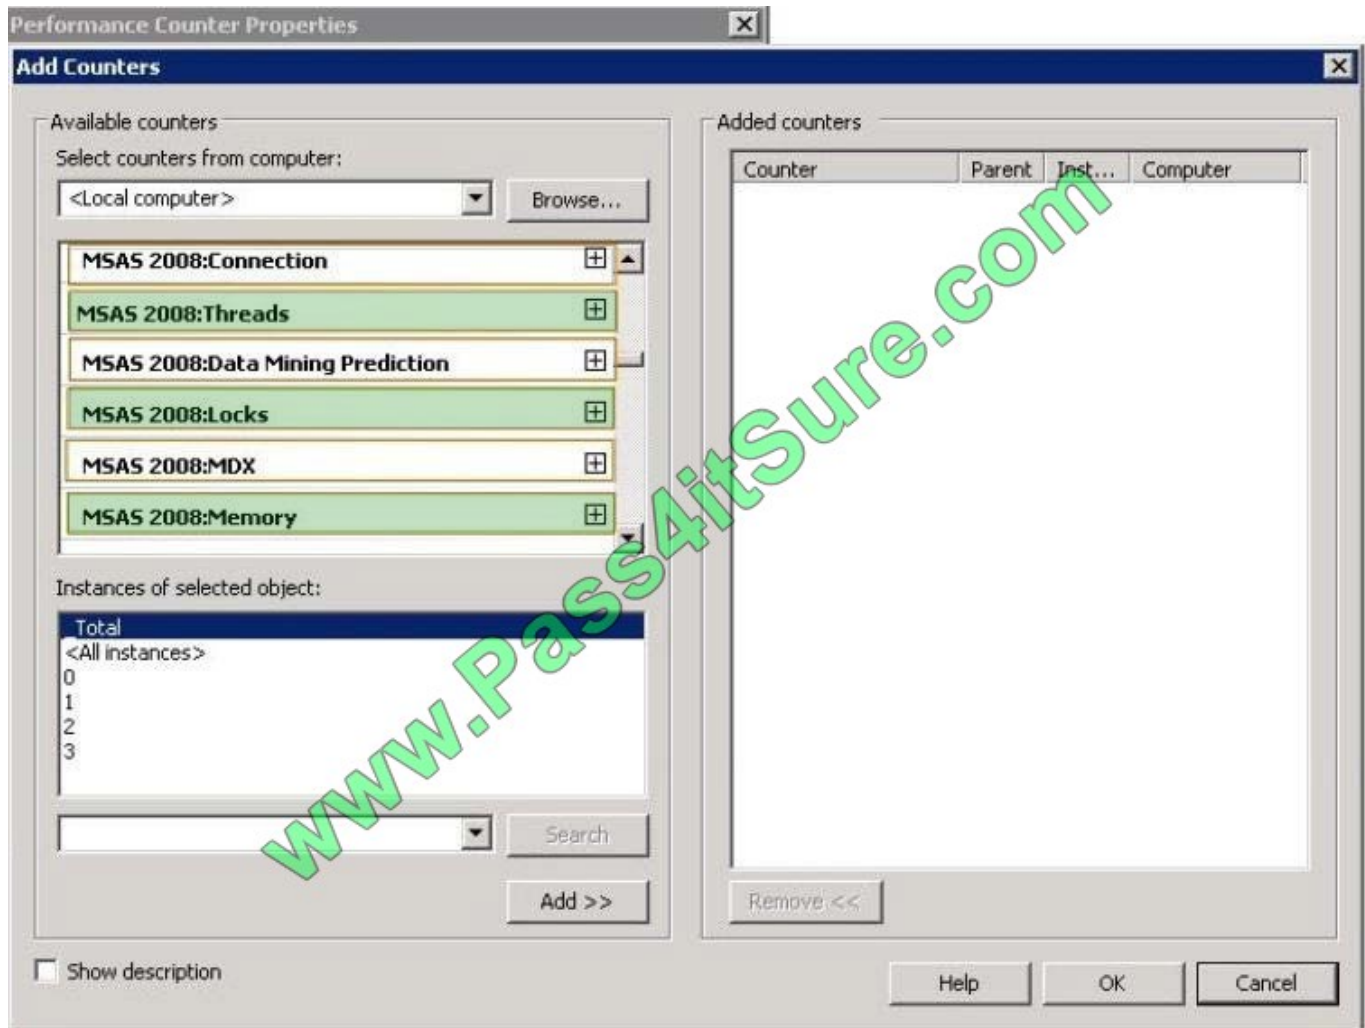 Performance Counter Properties
Add Counters
Available counters
Select counters from computer:
<Local computer>
Browse...
MSAS 2008:Connection
MSAS 2008:Threads
MSAS 2008:Data Mining Prediction
MSAS 2008:Locks
MSAS 2008:MDX
MSAS 2008:Memory
Instances of selected object:
_Total
<All instances>
0
1
2
3
Search
Add >>
Show description
Added counters
Counter Parent Inst... Computer
Remove <<
Help OK Cancel
www.Pass4itSure.com